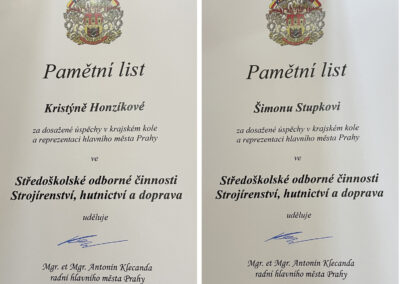 Pamětní list
Kristýně Honzíkové
za dosažené úspěchy v krajském kole
a reprezentaci hlavního města Prahy
ve
Středoškolské odborné činnosti
Strojírenství, hutnictví a doprava
uděluje
Mgr. et Mgr. Antonín Klecanda
radní hlavního města Prahy
Pamětní list
Šimonu Stupkovi
za dosažené úspěchy v krajském kole
a reprezentaci hlavního města Prahy
ve
Středoškolské odborné činnosti
Strojírenství, hutnictví a doprava
uděluje
Mgr. et Mgr. Antonín Klecanda
radní hlavního města Prahy